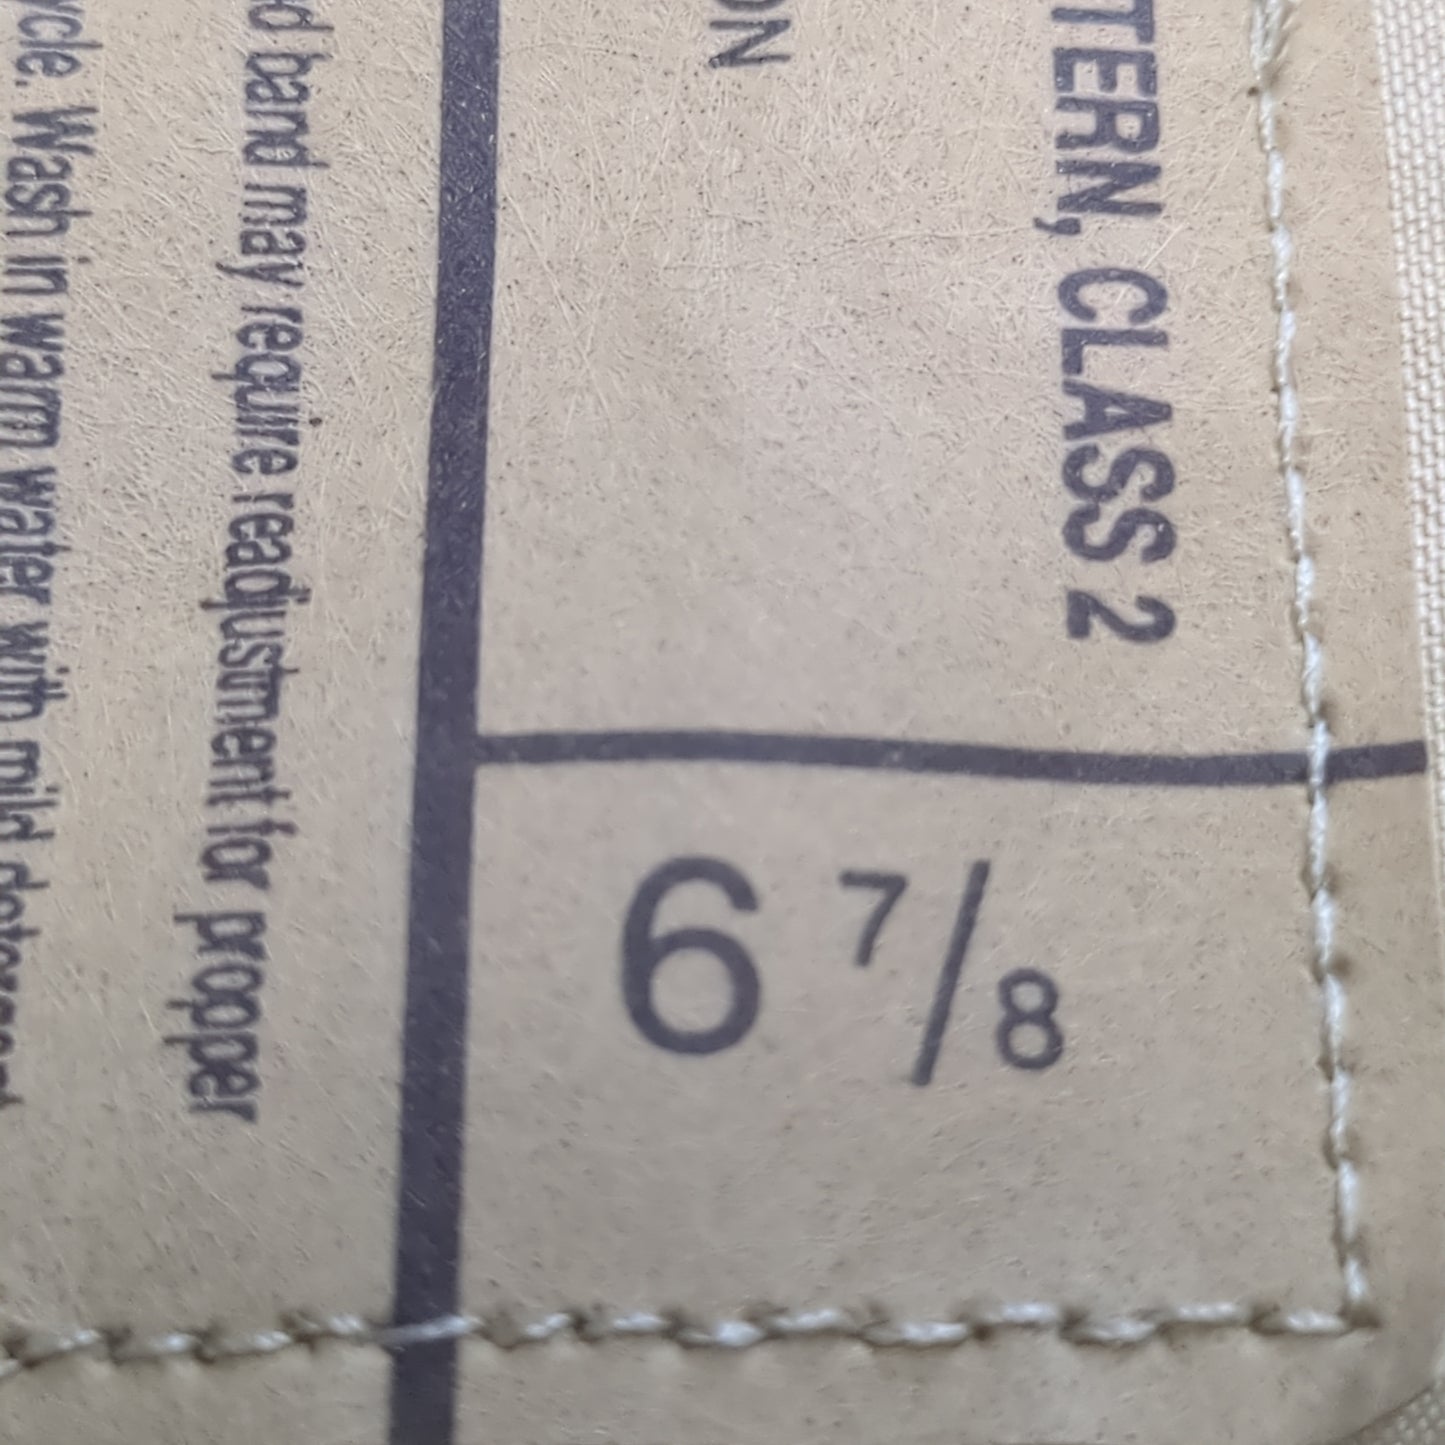 TERN, CLASS 2
ON
d band may require readjustment for propper
ycle. Wash in warm water with mild detergent
6 7/8